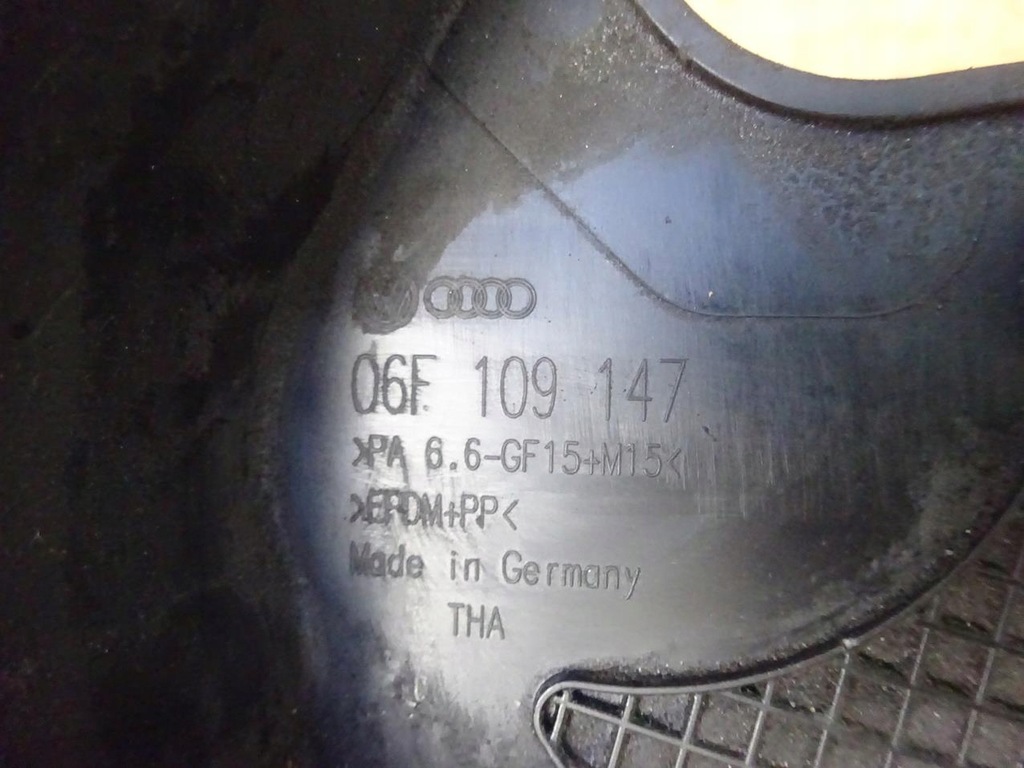 06F 109 147
>PA 6.6-GF15+M15<
>EPDM+PP<
Made in Germany
THA